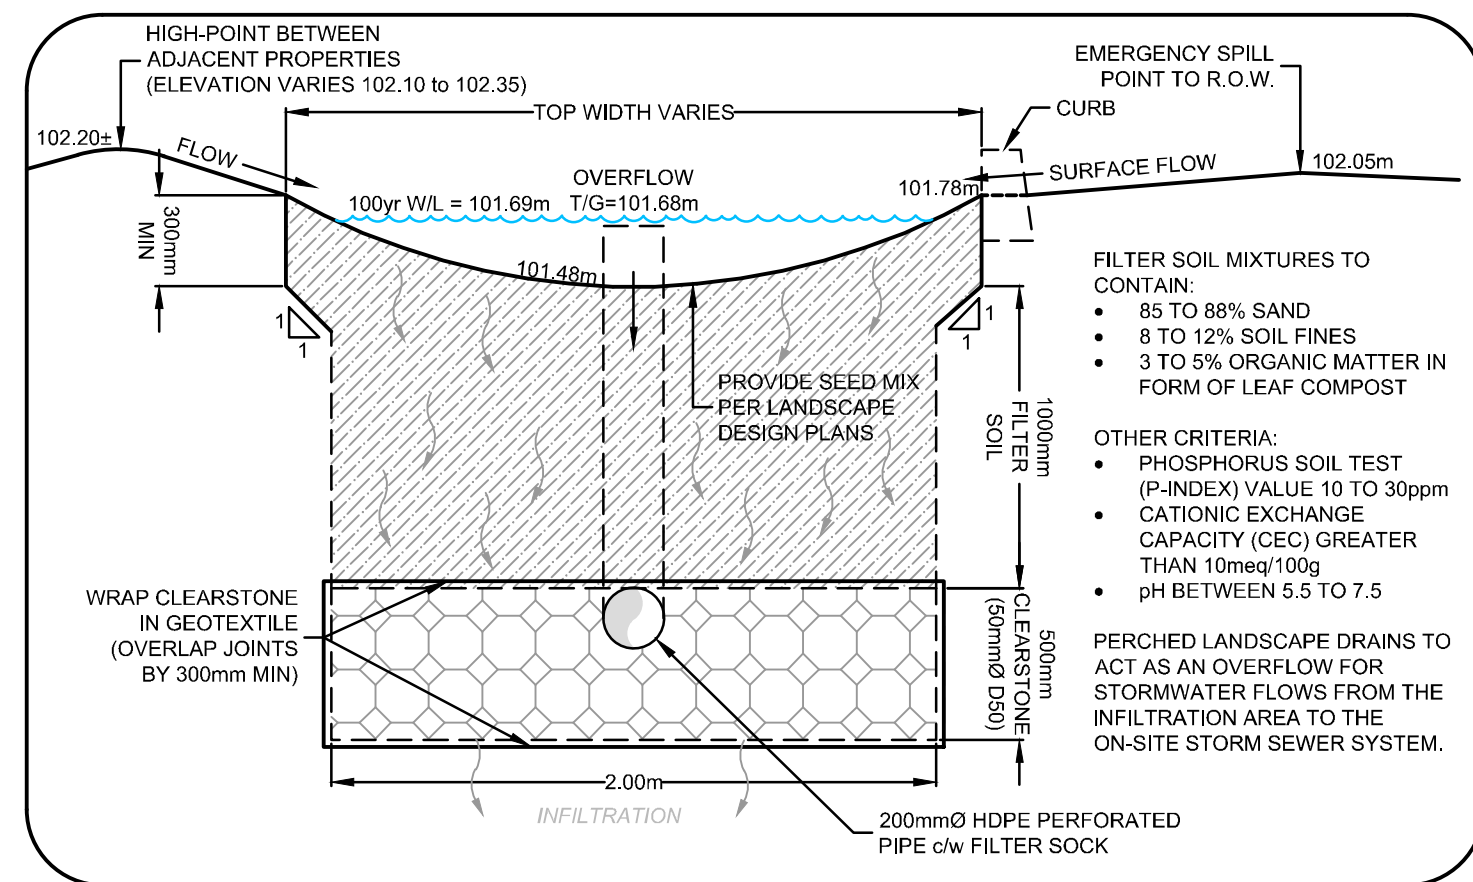 HIGH-POINT BETWEEN
ADJACENT PROPERTIES
(ELEVATION VARIES 102.10 to 102.35)
EMERGENCY SPILL
POINT TO R.O.W.
TOP WIDTH VARIES
CURB
102.20±
FLOW
SURFACE FLOW
102.05m
OVERFLOW
101.78m
100yr W/L = 101.69m T/G=101.68m
300mm
MIN
101.48m
1
1
1
1
PROVIDE SEED MIX
PER LANDSCAPE
DESIGN PLANS
1000mm
FILTER
SOIL
FILTER SOIL MIXTURES TO
CONTAIN:
• 85 TO 88% SAND
• 8 TO 12% SOIL FINES
• 3 TO 5% ORGANIC MATTER IN
FORM OF LEAF COMPOST
OTHER CRITERIA:
• PHOSPHORUS SOIL TEST
(P-INDEX) VALUE 10 TO 30ppm
• CATIONIC EXCHANGE
CAPACITY (CEC) GREATER
THAN 10meq/100g
• pH BETWEEN 5.5 TO 7.5
PERCHED LANDSCAPE DRAINS TO
ACT AS AN OVERFLOW FOR
STORMWATER FLOWS FROM THE
INFILTRATION AREA TO THE
ON-SITE STORM SEWER SYSTEM.
WRAP CLEARSTONE
IN GEOTEXTILE
(OVERLAP JOINTS
BY 300mm MIN)
500mm
CLEARSTONE
(50mmØ D50)
2.00m
INFILTRATION
200mmØ HDPE PERFORATED
PIPE c/w FILTER SOCK